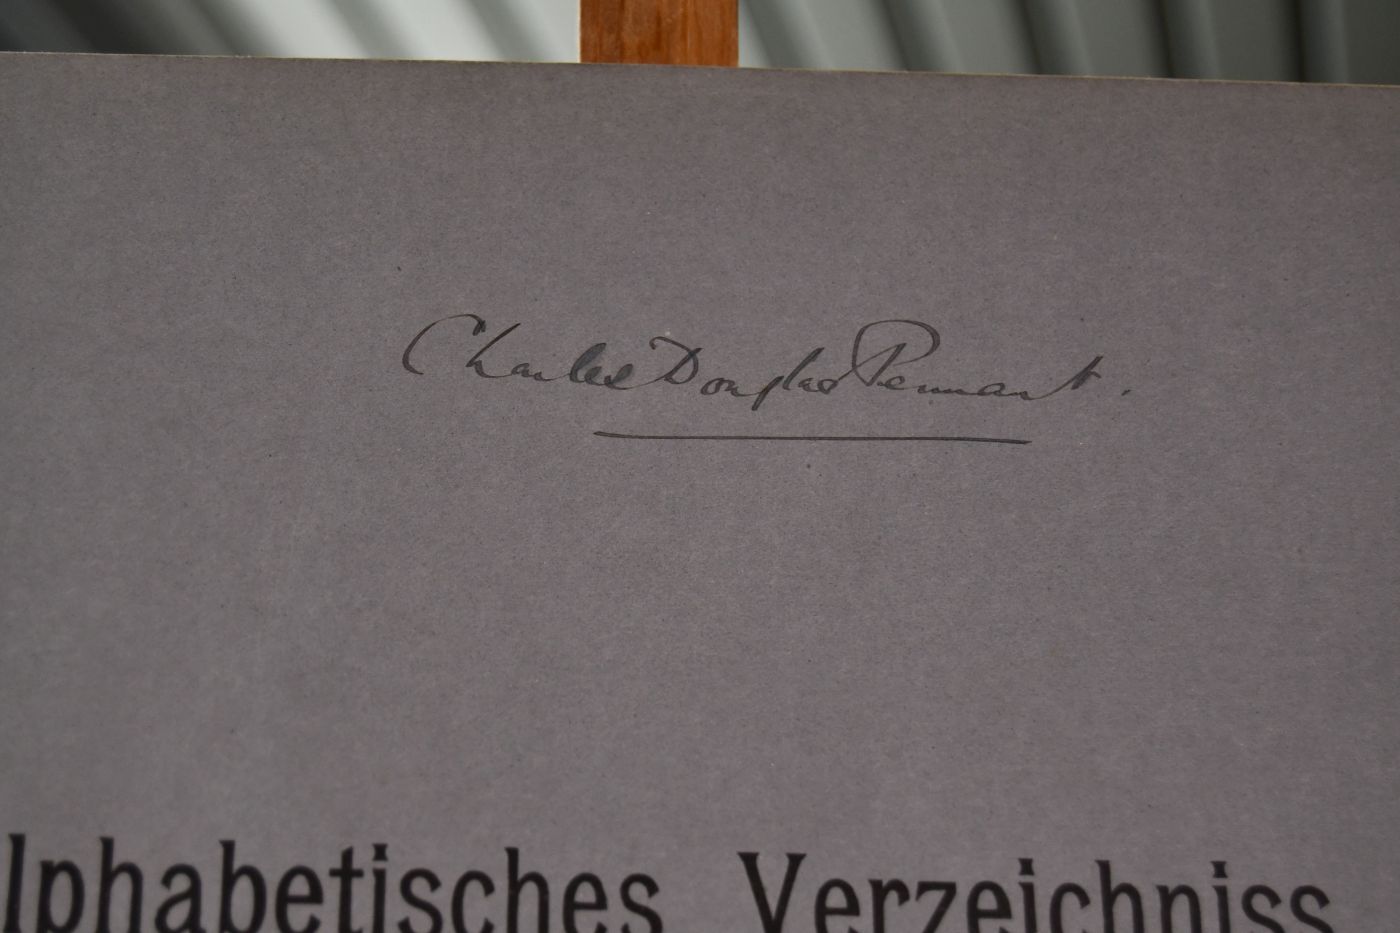 Charles Douglas Pennant.
lphabetisches Verzeichniss